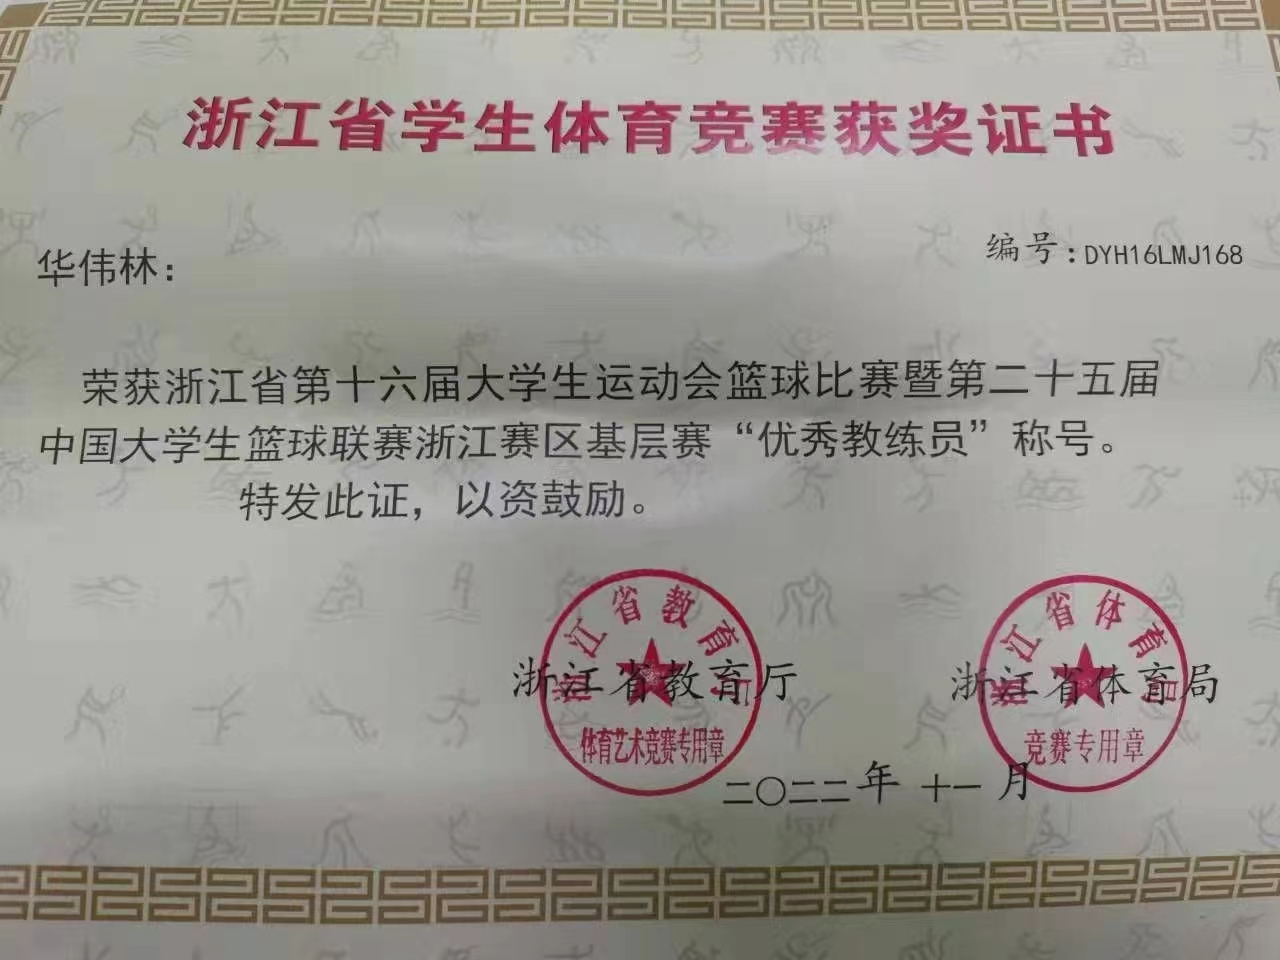 浙江省学生体育竞赛获奖证书
华伟林：
编号:DYH16LMJ168
荣获浙江省第十六届大学生运动会篮球比赛暨第二十五届
中国大学生篮球联赛浙江赛区基层赛“优秀教练员”称号。
特发此证，以资鼓励。
浙江省教育厅
浙江省教育厅
体育艺术竞赛专用章
浙江省体育局
浙江省体育局
竞赛专用章
二〇二二年 十一月